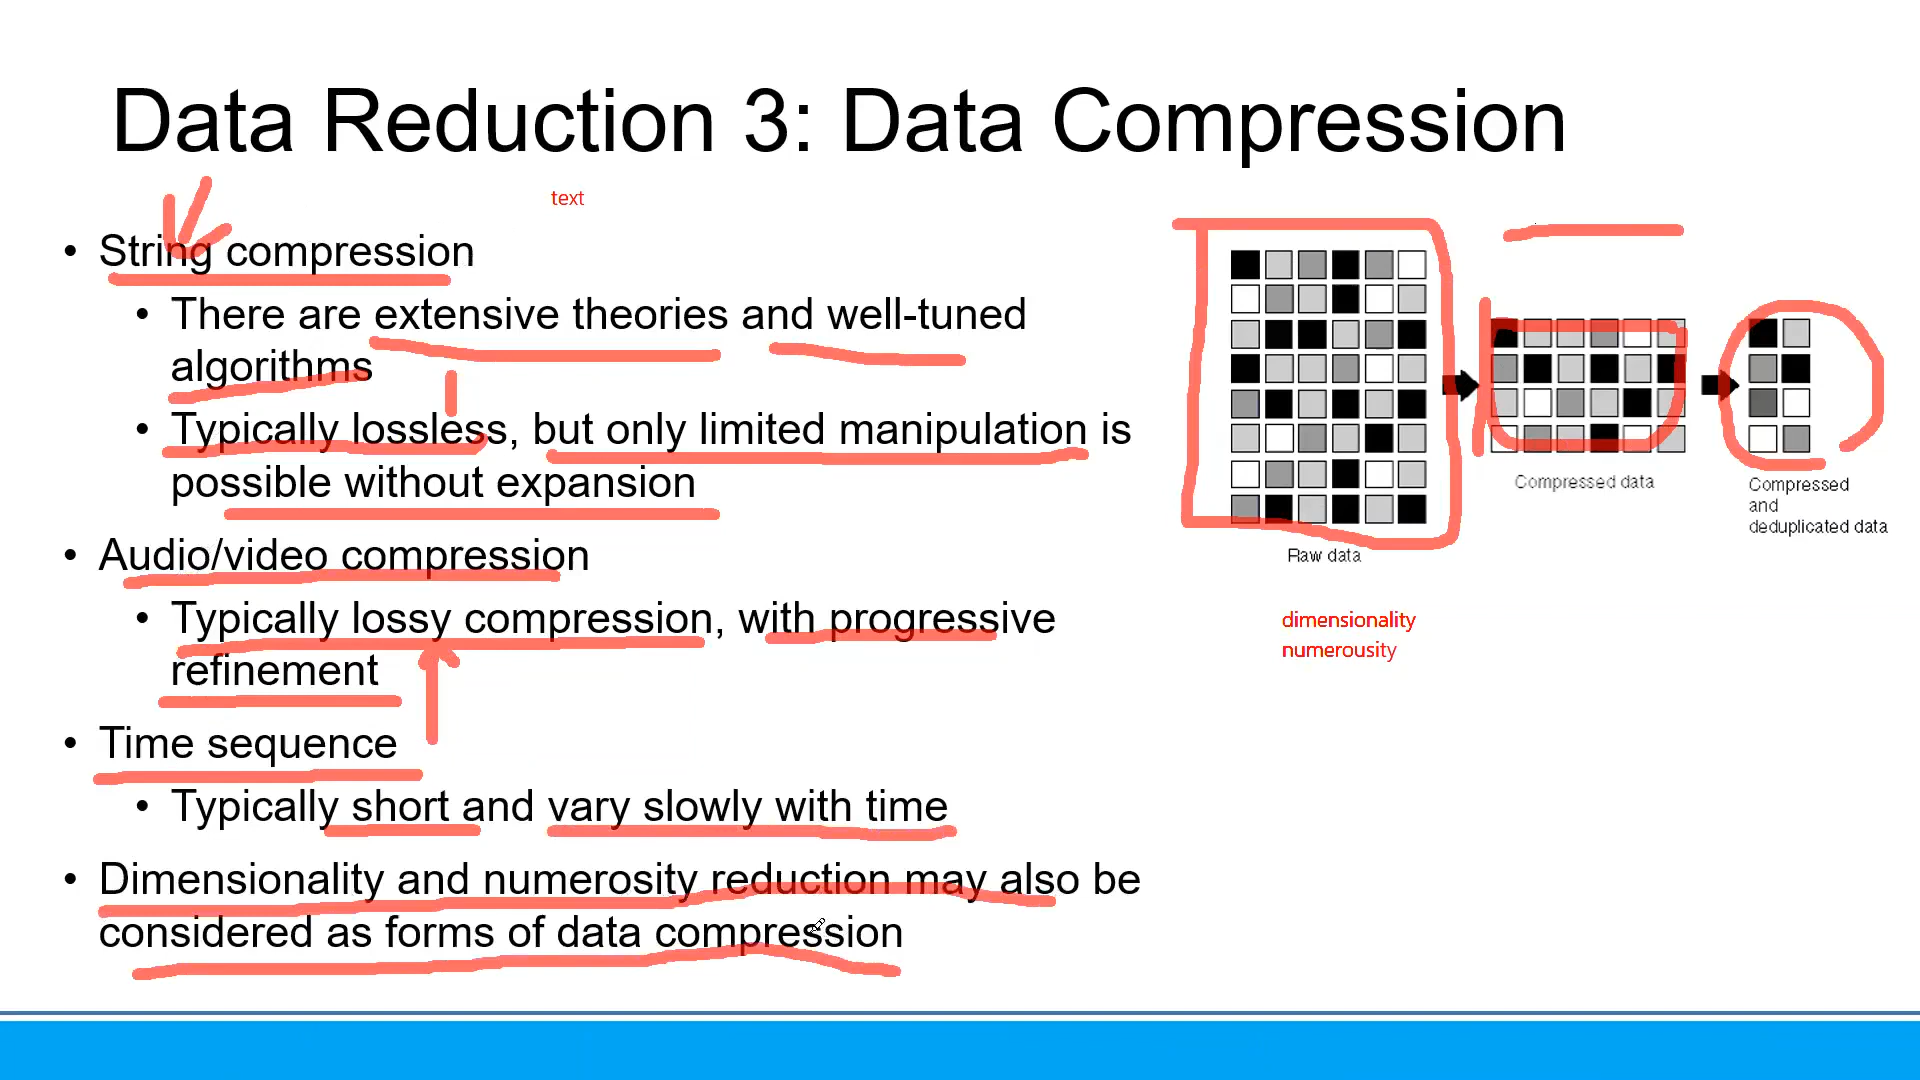 Data Reduction 3: Data Compression
text
• String compression
• There are extensive theories and well-tuned
algorithms
• Typically lossless, but only limited manipulation is
possible without expansion
• Audio/video compression
• Typically lossy compression, with progressive
refinement
• Time sequence
• Typically short and vary slowly with time
• Dimensionality and numerosity reduction may also be
considered as forms of data compression
Raw data
Compressed data
Compressed
and
deduplicated data
dimensionality
numerousity